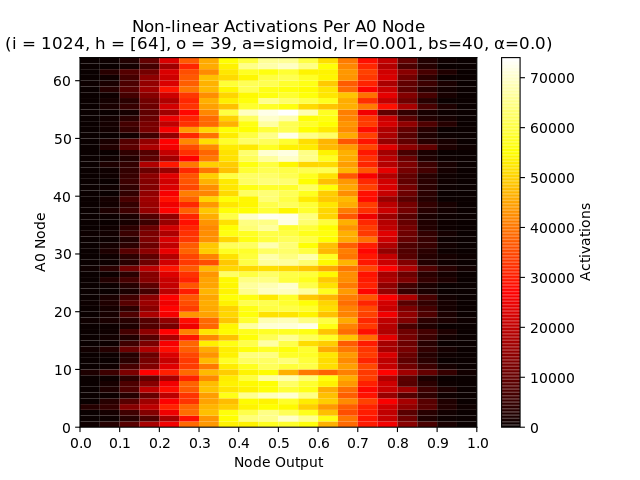 Non-linear Activations Per A0 Node
(i = 1024, h = [64], o = 39, a=sigmoid, lr=0.001, bs=40, α=0.0)
A0 Node
60
50
40
30
20
10
0
0.0 0.1 0.2 0.3 0.4 0.5 0.6 0.7 0.8 0.9 1.0
Node Output
70000
60000
50000
40000
30000
20000
10000
0
Activations